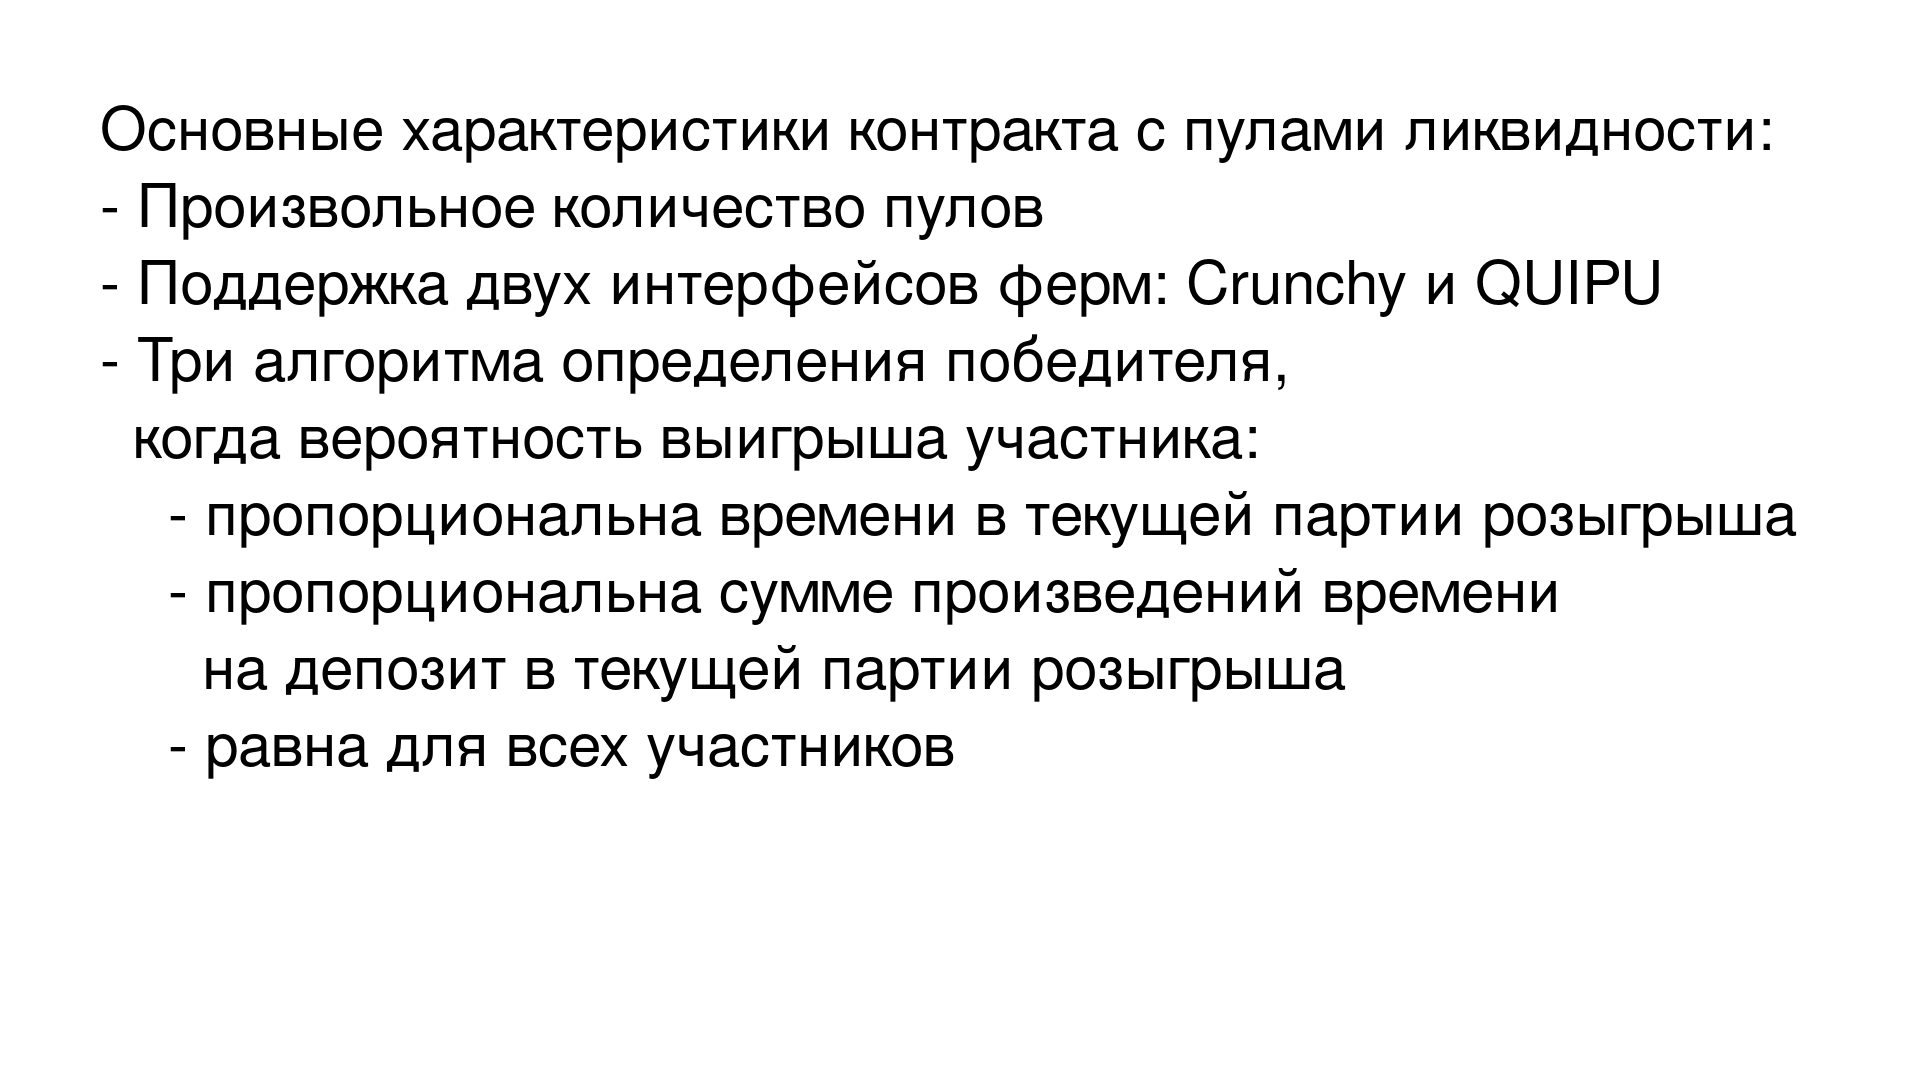 Основные характеристики контракта с пулами ликвидности:
- Произвольное количество пулов
- Поддержка двух интерфейсов ферм: Crunchy и QUIPU
- Три алгоритма определения победителя,
когда вероятность выигрыша участника:
- пропорциональна времени в текущей партии розыгрыша
- пропорциональна сумме произведений времени
на депозит в текущей партии розыгрыша
- равна для всех участников